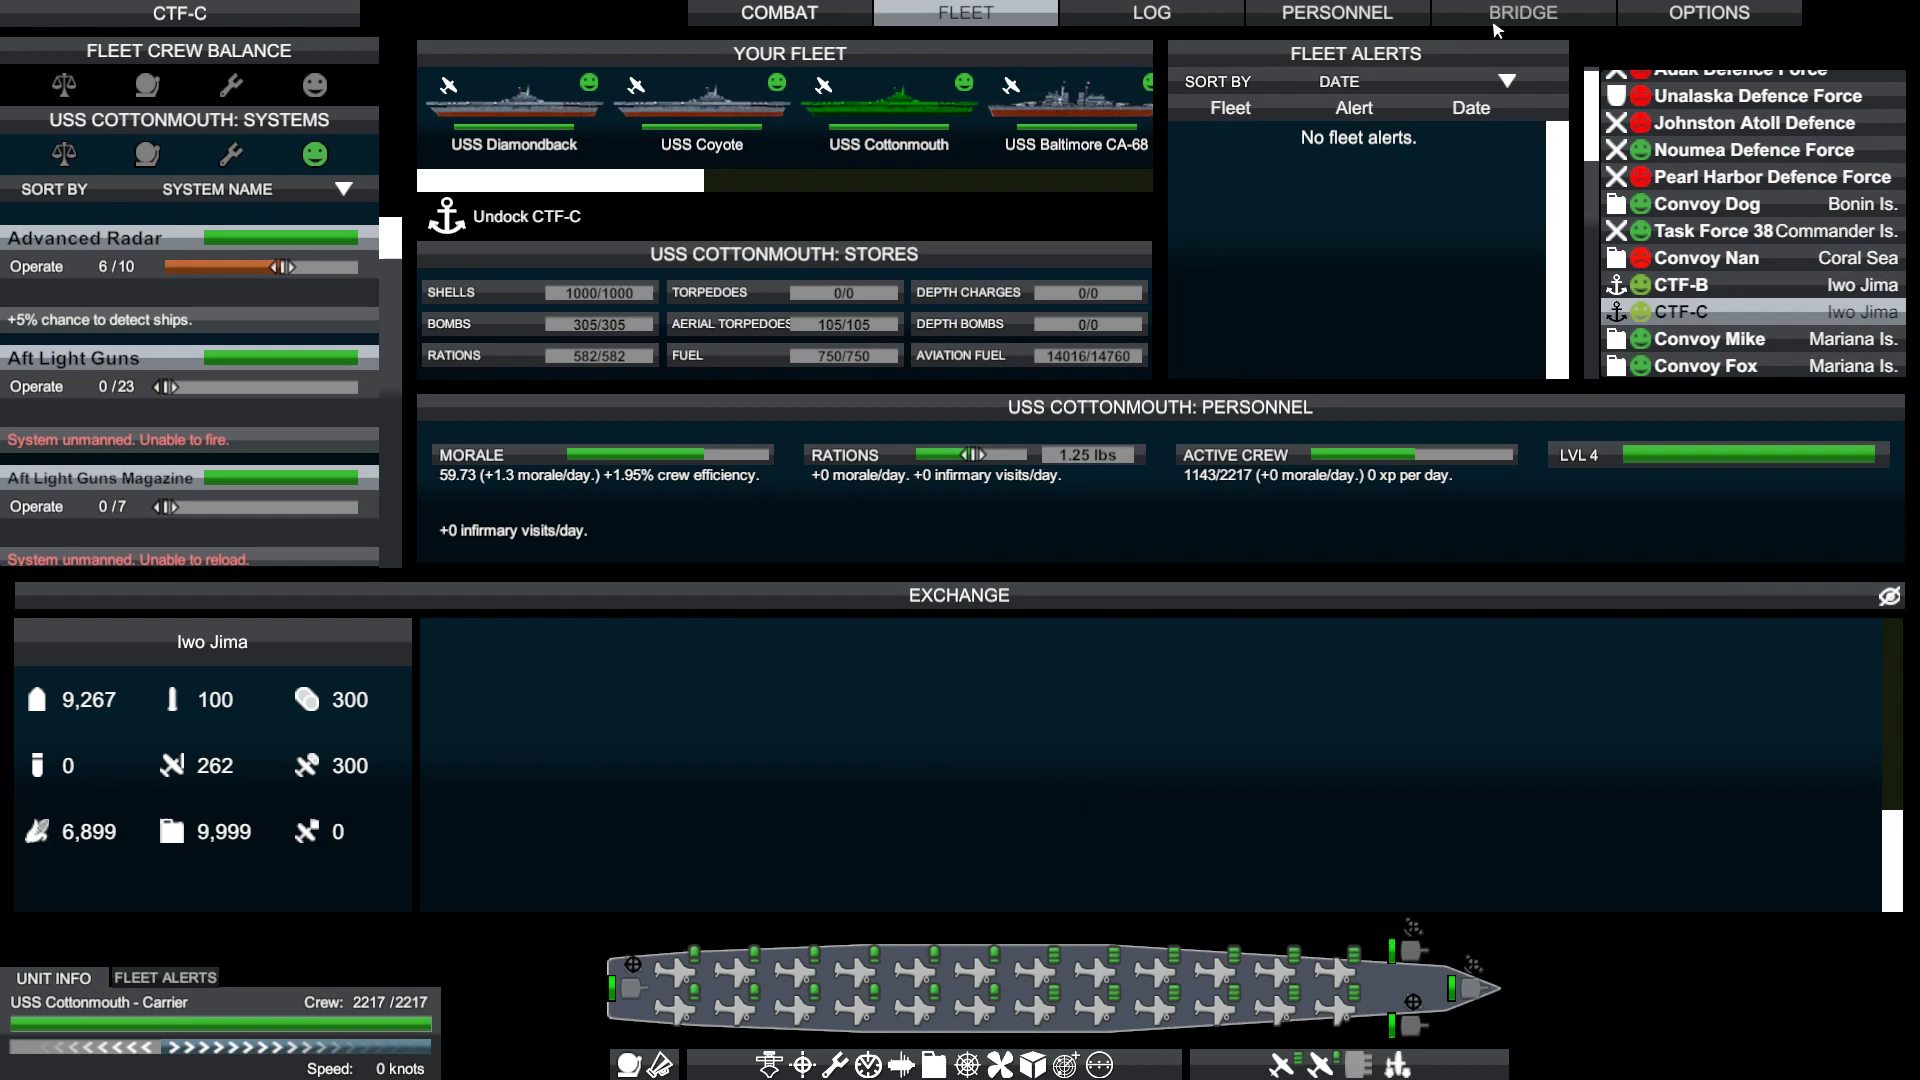 CTF-C
COMBAT
FLEET
LOG
PERSONNEL
BRIDGE
OPTIONS
FLEET CREW BALANCE
USS COTTONMOUTH: SYSTEMS
SORT BY SYSTEM NAME
Advanced Radar
Operate 6 /10
+5% chance to detect ships.
Aft Light Guns
Operate 0 /23
System unmanned. Unable to fire.
Aft Light Guns Magazine
Operate 0 /7
System unmanned. Unable to reload.
YOUR FLEET
USS Diamondback
USS Coyote
USS Cottonmouth
USS Baltimore CA-68
Undock CTF-C
USS COTTONMOUTH: STORES
SHELLS 1000/1000 TORPEDOES 0/0 DEPTH CHARGES 0/0
BOMBS 305/305 AERIAL TORPEDOES 105/105 DEPTH BOMBS 0/0
RATIONS 582/582 FUEL 750/750 AVIATION FUEL 14016/14760
FLEET ALERTS
SORT BY DATE
Fleet Alert Date
No fleet alerts.
Adak Defence Force
Unalaska Defence Force
Johnston Atoll Defence
Noumea Defence Force
Pearl Harbor Defence Force
Convoy Dog Bonin Is.
Task Force 38 Commander Is.
Convoy Nan Coral Sea
CTF-B Iwo Jima
CTF-C Iwo Jima
Convoy Mike Mariana Is.
Convoy Fox Mariana Is.
USS COTTONMOUTH: PERSONNEL
MORALE
59.73 (+1.3 morale/day.) +1.95% crew efficiency.
+0 infirmary visits/day.
RATIONS 1.25 lbs
+0 morale/day. +0 infirmary visits/day.
ACTIVE CREW
1143/2217 (+0 morale/day.) 0 xp per day.
LVL 4
EXCHANGE
Iwo Jima
9,267 100 300
0 262 300
6,899 9,999 0
UNIT INFO FLEET ALERTS
USS Cottonmouth - Carrier Crew: 2217 /2217
Speed: 0 knots